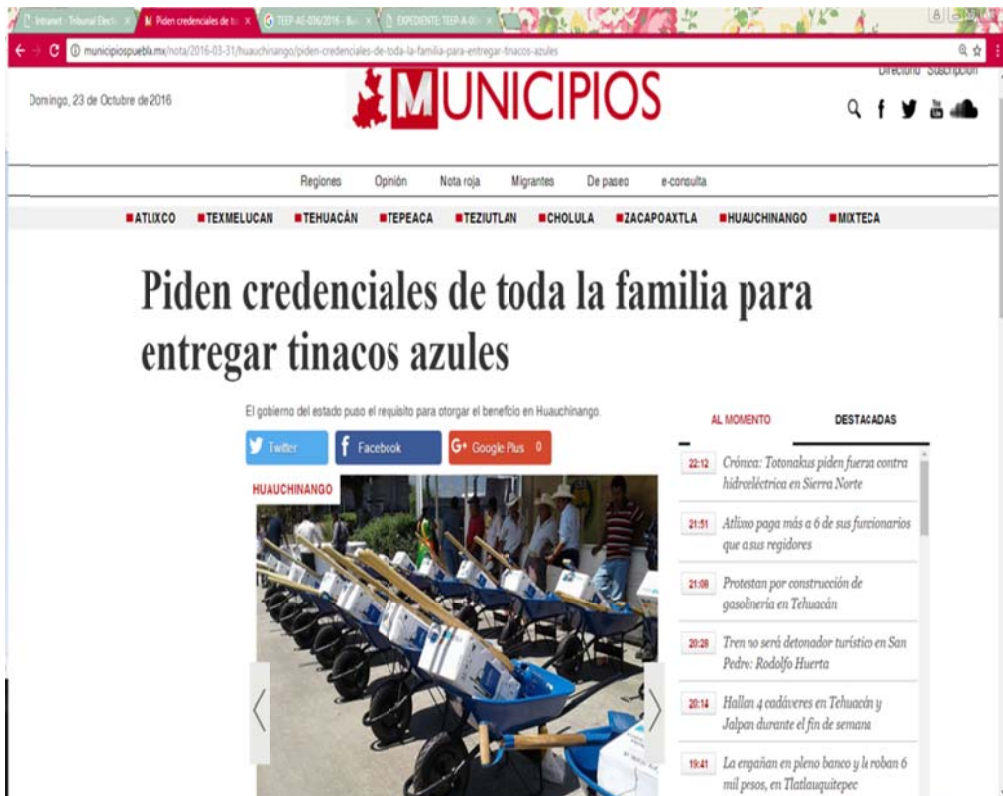 Intranet - Tribunal Electo
Piden credenciales de to
TEEP-AE-036/2016 - Bu
EXPEDIENTE: TEEP-A-0
municipiospuebla.mx/nota/2016-03-31/huauchinango/piden-credenciales-de-toda-la-familia-para-entregar-tinacos-azules
Directorio Suscripción
Domingo, 23 de Octubre de 2016
MUNICIPIOS
Regiones Opinión Nota roja Migrantes De paseo e-consulta
ATLIXCO TEXMELUCAN TEHUACÁN TEPEACA TEZIUTLAN CHOLULA ZACAPOAXTLA HUAUCHINANGO MIXTECA
Piden credenciales de toda la familia para
entregar tinacos azules
El gobierno del estado puso el requisito para otorgar el beneficio en Huauchinango.
Twitter Facebook G+ Google Plus 0
HUAUCHINANGO
AL MOMENTO DESTACADAS
22:12 Crónica: Totonakus piden fuerza contra
hidroeléctrica en Sierra Norte
21:51 Atlixco paga más a 6 de sus funcionarios
que a sus regidores
21:08 Protestan por construcción de
gasolinería en Tehuacán
20:28 Tren no será detonador turístico en San
Pedro: Rodolfo Huerta
20:14 Hallan 4 cadáveres en Tehuacán y
Jalpan durante el fin de semana
19:41 La engañan en pleno banco y le roban 6
mil pesos, en Tlatlauquitepec